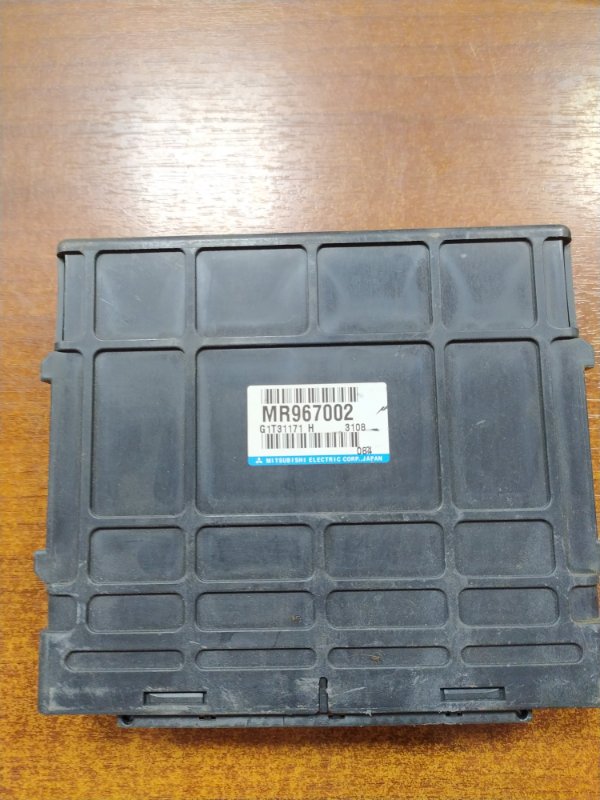 MR967002
G1T31171 H 3108
MITSUBISHI ELECTRIC CORP. JAPAN